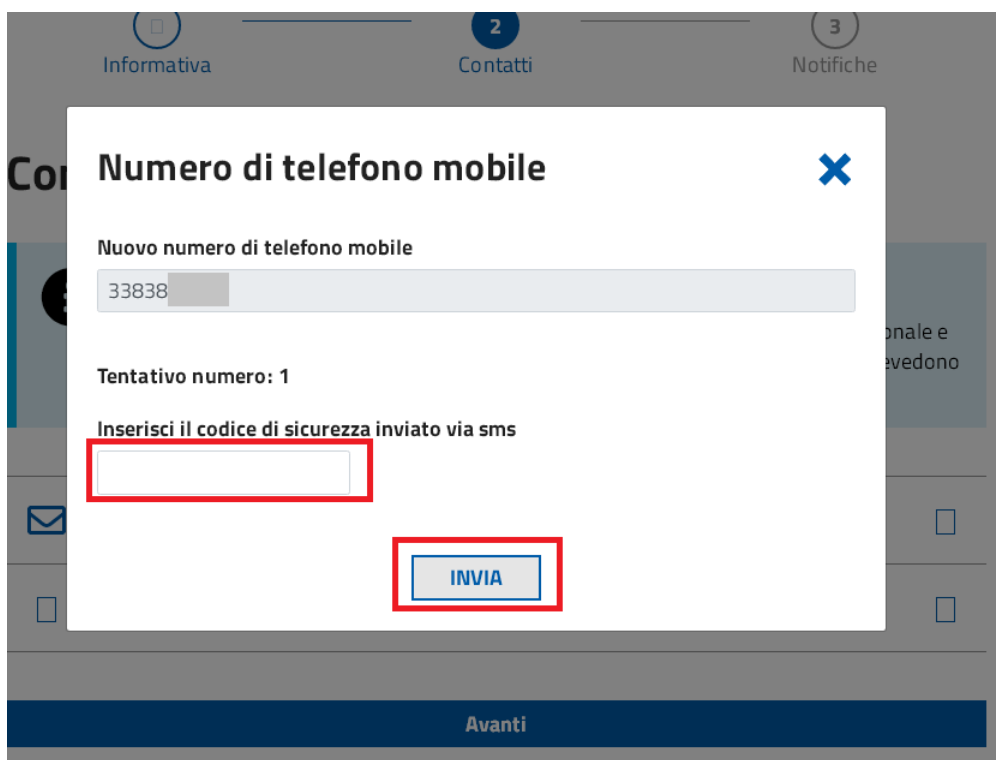 2
3
Informativa
Contatti
Notifiche
Numero di telefono mobile
Nuovo numero di telefono mobile
33838
Tentativo numero: 1
Inserisci il codice di sicurezza inviato via sms
INVIA
Avanti